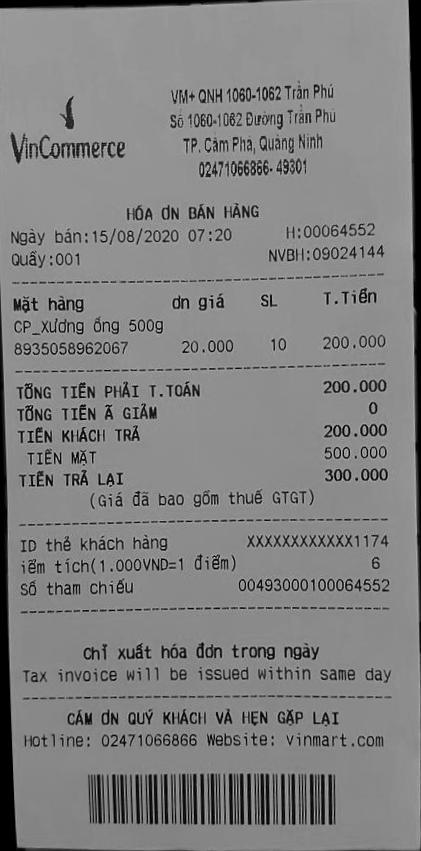 VinCommerce
VM+ QNH 1060-1062 Trần Phú
Số 1060-1062 Đường Trần Phú
TP. Cẩm Phả, Quảng Ninh
02471066866- 49301
HÓA ƠN BÁN HÀNG
Ngày bán:15/08/2020 07:20 H:00064552
Quầy:001 NVBH:09024144
Mặt hàng ơn giá SL T.Tiền
CP_Xương ống 500g
8935058962067 20.000 10 200.000
TỔNG TIỀN PHẢI T.TOÁN 200.000
TỔNG TIỀN Ã GIẢM 0
TIỀN KHÁCH TRẢ 200.000
TIỀN MẶT 500.000
TIỀN TRẢ LẠI 300.000
(Giá đã bao gồm thuế GTGT)
ID thẻ khách hàng XXXXXXXXXXXX1174
iểm tích(1.000VND=1 điểm) 6
Số tham chiếu 00493000100064552
Chỉ xuất hóa đơn trong ngày
Tax invoice will be issued within same day
CẢM ƠN QUÝ KHÁCH VÀ HẸN GẶP LẠI
Hotline: 02471066866 Website: vinmart.com